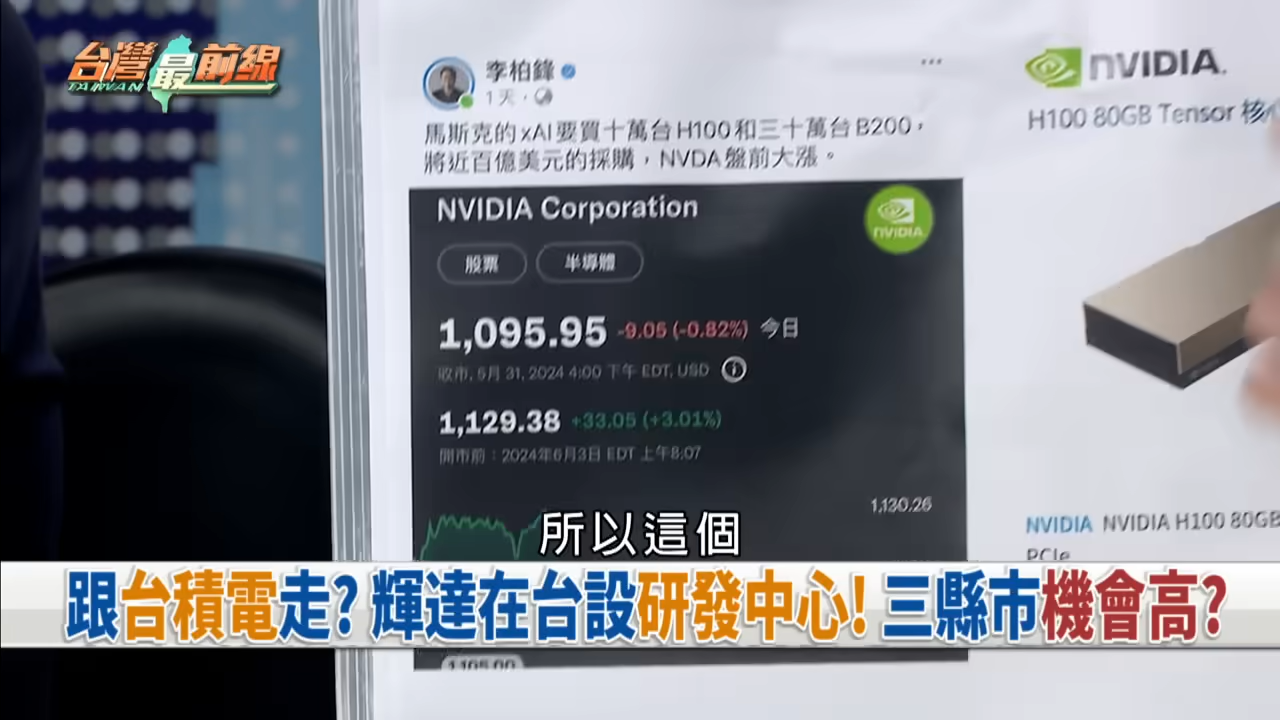 台灣最前線
TAIWAN
李柏鋒
1天·
馬斯克的xAI要買十萬台H100和三十萬台B200，
將近百億美元的採購，NVDA盤前大漲。
NVIDIA Corporation
NVIDIA
股票 半導體
1,095.95 -9.05 (-0.82%) 今日
收市, 5月 31, 2024 4:00 下午 EDT, USD
1,129.38 +33.05 (+3.01%)
開市前：2024年6月3日 EDT 上午8:07
1,130.26
NVIDIA.
H100 80GB Tensor 核
NVIDIA NVIDIA H100 80GB
PCIe
所以這個
跟台積電走? 輝達在台設研發中心! 三縣市機會高?
1,105.00